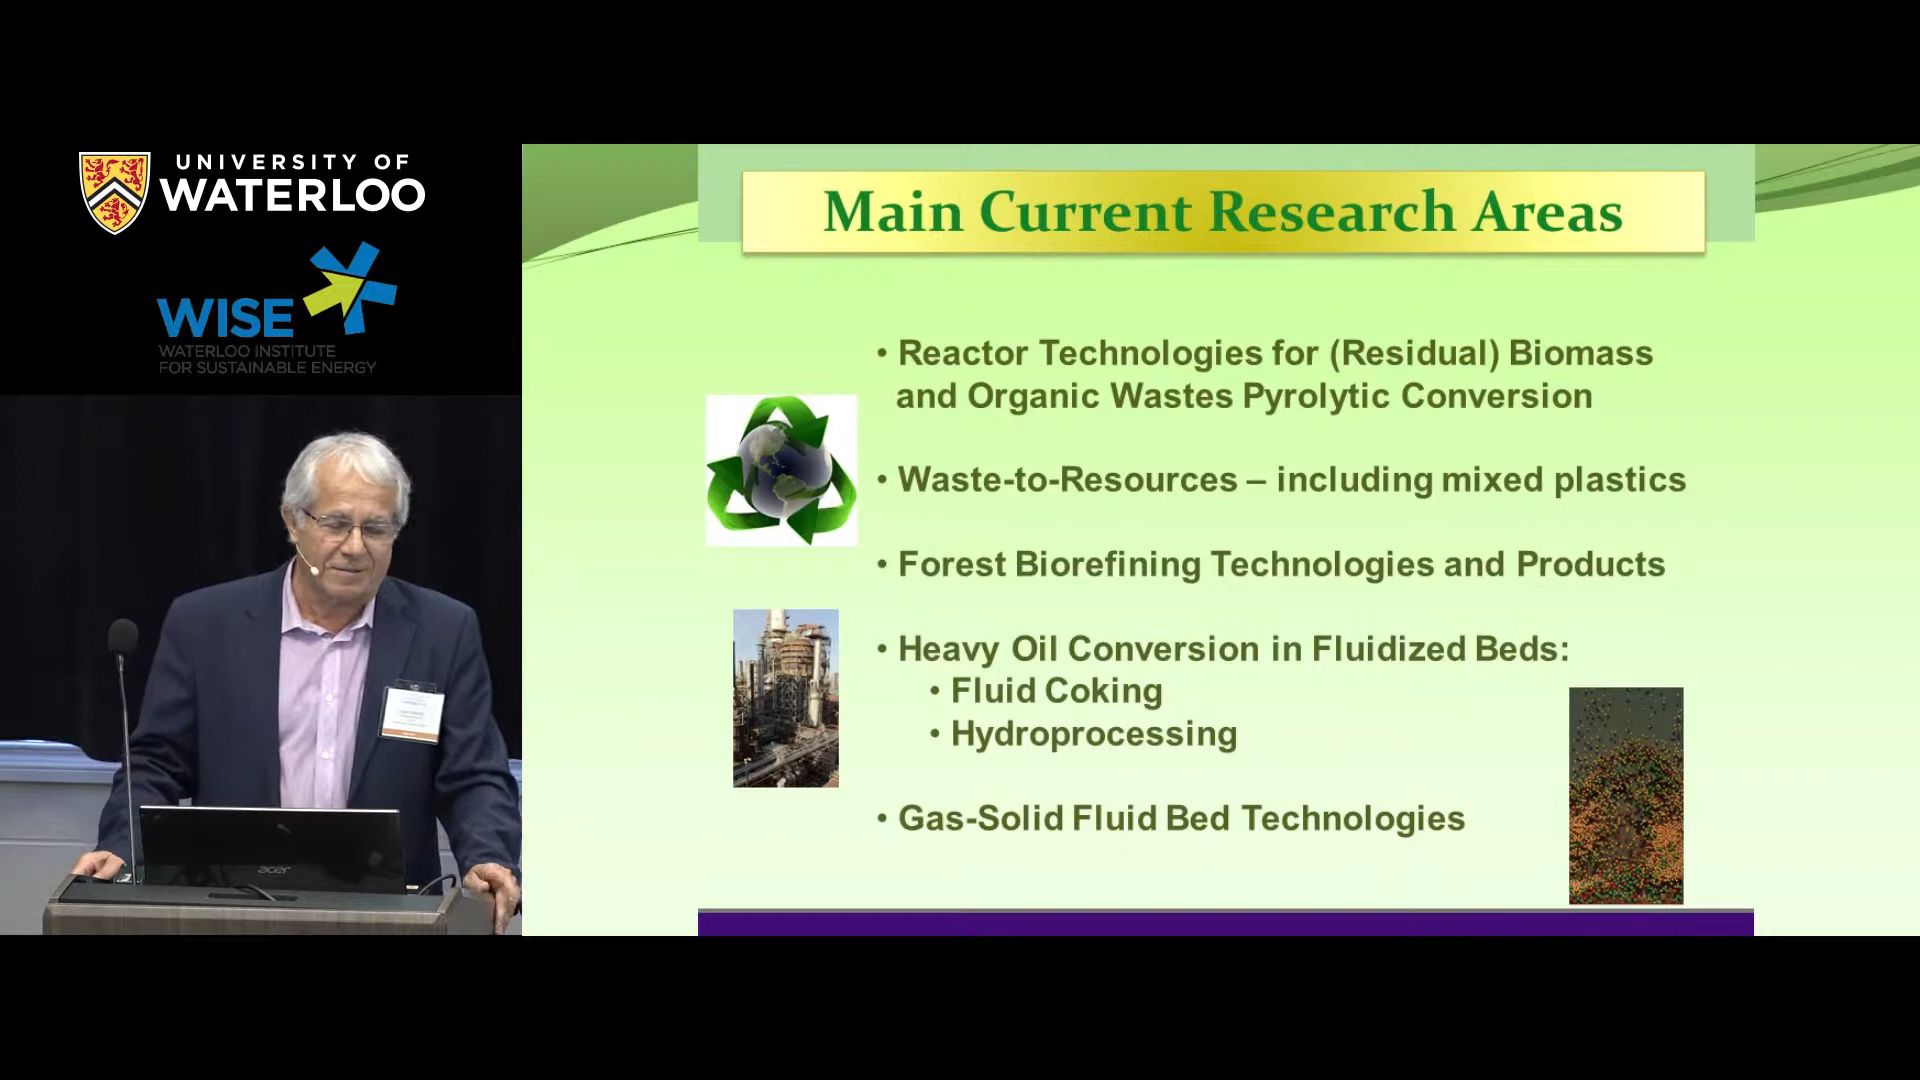 UNIVERSITY OF
WATERLOO
WISE
WATERLOO INSTITUTE
FOR SUSTAINABLE ENERGY
Main Current Research Areas
• Reactor Technologies for (Residual) Biomass
and Organic Wastes Pyrolytic Conversion
• Waste-to-Resources – including mixed plastics
• Forest Biorefining Technologies and Products
• Heavy Oil Conversion in Fluidized Beds:
• Fluid Coking
• Hydroprocessing
• Gas-Solid Fluid Bed Technologies
acer